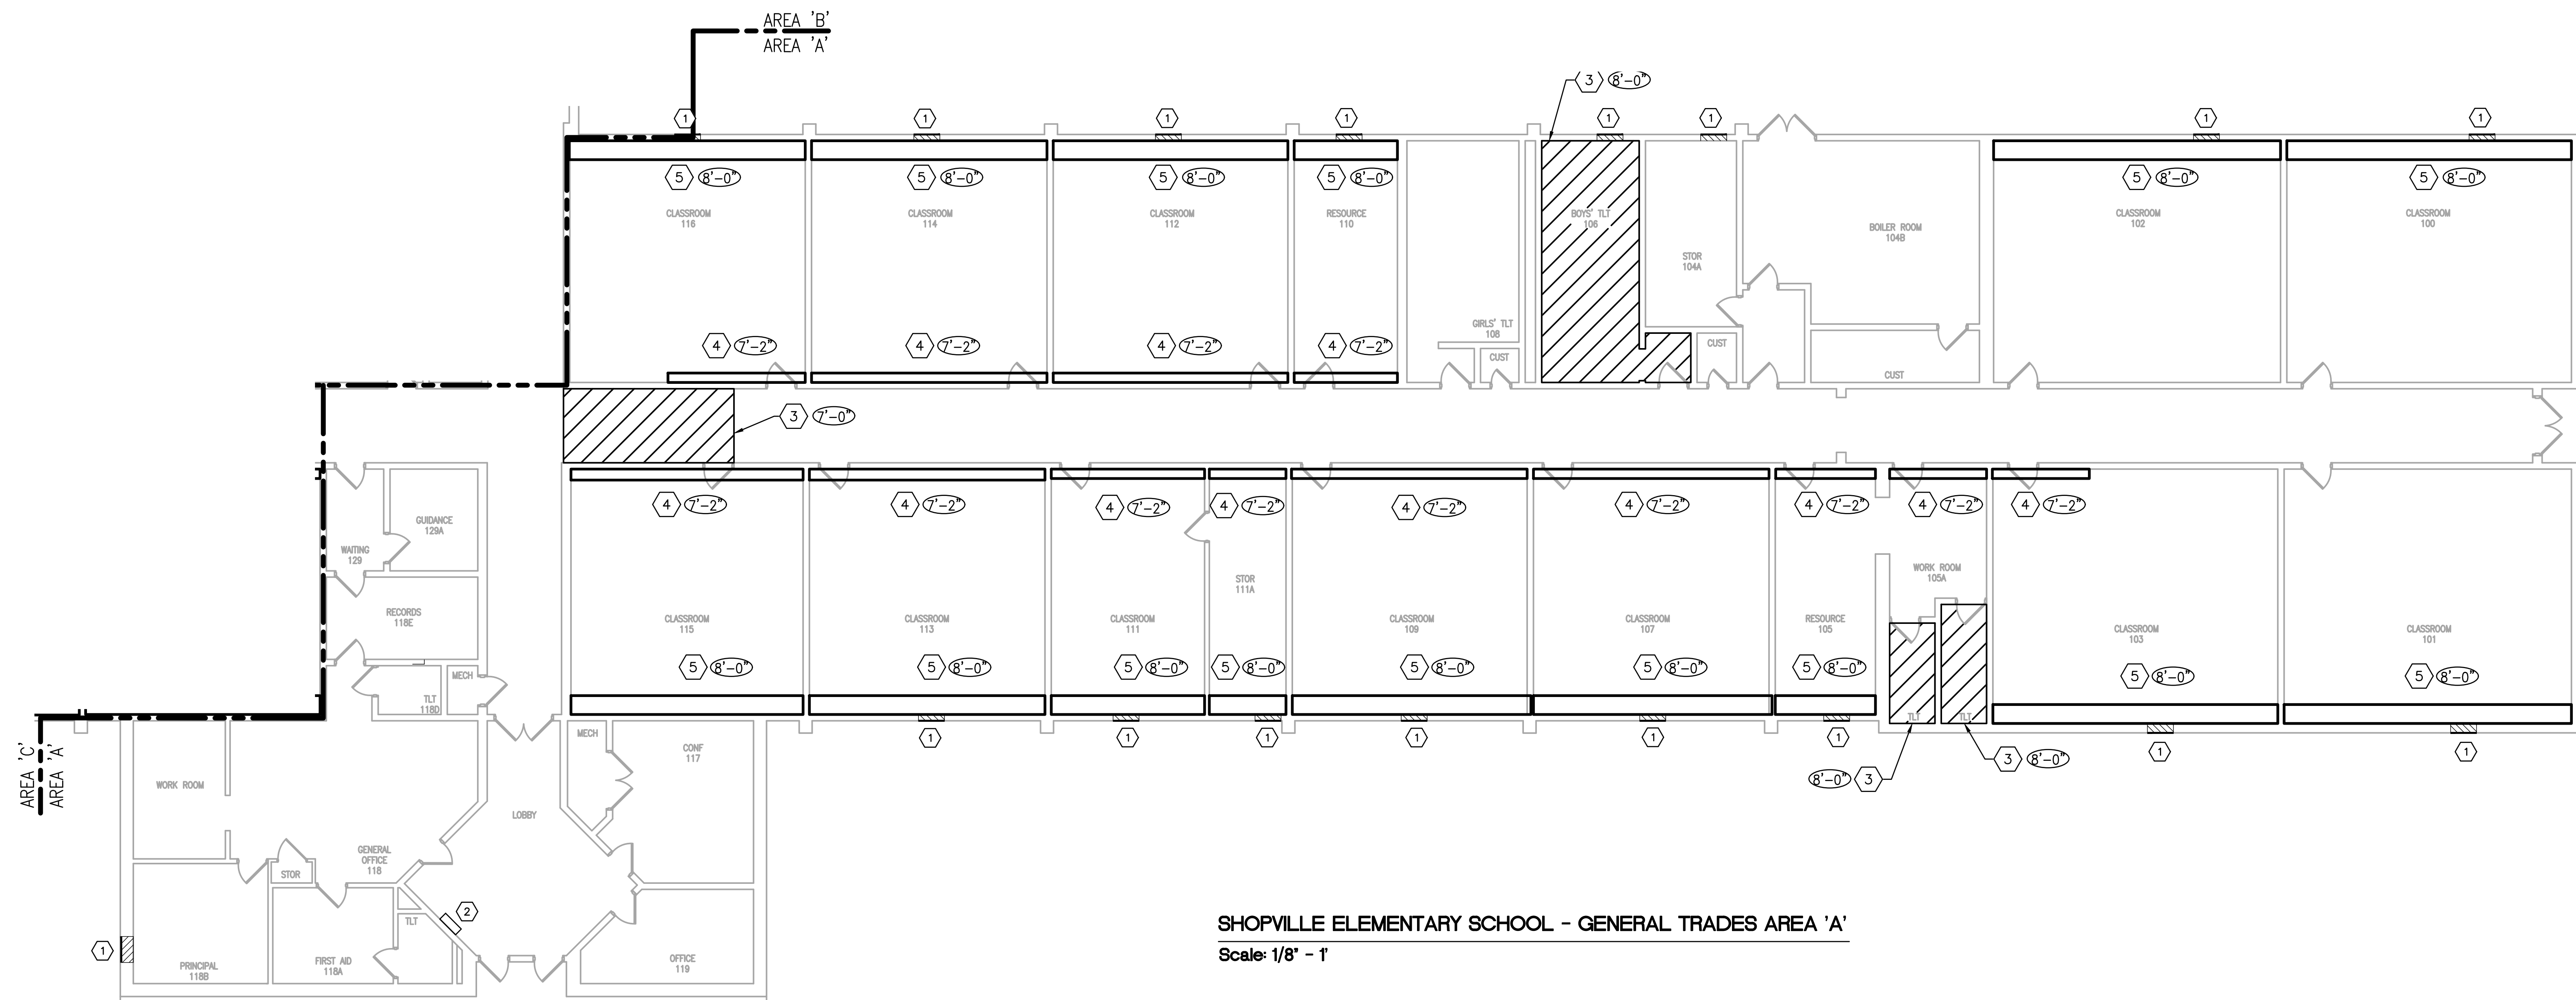 AREA 'B'
AREA 'A'
3 8'-0"
1 1 1 1 1 1 1 1
5 8'-0" 5 8'-0" 5 8'-0" 5 8'-0" 5 8'-0" 5 8'-0"
CLASSROOM
116
CLASSROOM
114
CLASSROOM
112
RESOURCE
110
BOYS' TLT
106
STOR
104A
BOILER ROOM
104B
CLASSROOM
102
CLASSROOM
100
GIRLS' TLT
108
4 7'-2" 4 7'-2" 4 7'-2" 4 7'-2"
CUST
CUST
CUST
3 7'-0"
4 7'-2" 4 7'-2" 4 7'-2" 4 7'-2" 4 7'-2" 4 7'-2" 4 7'-2" 4 7'-2" 4 7'-2"
GUIDANCE
129A
WAITING
129
RECORDS
118E
STOR
111A
WORK ROOM
105A
CLASSROOM
115
CLASSROOM
113
CLASSROOM
111
CLASSROOM
109
CLASSROOM
107
RESOURCE
105
CLASSROOM
103
CLASSROOM
101
5 8'-0" 5 8'-0" 5 8'-0" 5 8'-0" 5 8'-0" 5 8'-0" 5 8'-0" 5 8'-0" 5 8'-0"
MECH
TLT
118D
TLT
TLT
1 1 1 1 1 1 1 1
8'-0" 3
3 8'-0"
AREA 'C'
AREA 'A'
MECH
CONF
117
WORK ROOM
LOBBY
GENERAL
OFFICE
118
STOR
2
TLT
1
PRINCIPAL
118B
FIRST AID
118A
OFFICE
119
SHOPVILLE ELEMENTARY SCHOOL - GENERAL TRADES AREA 'A'
Scale: 1/8" - 1'